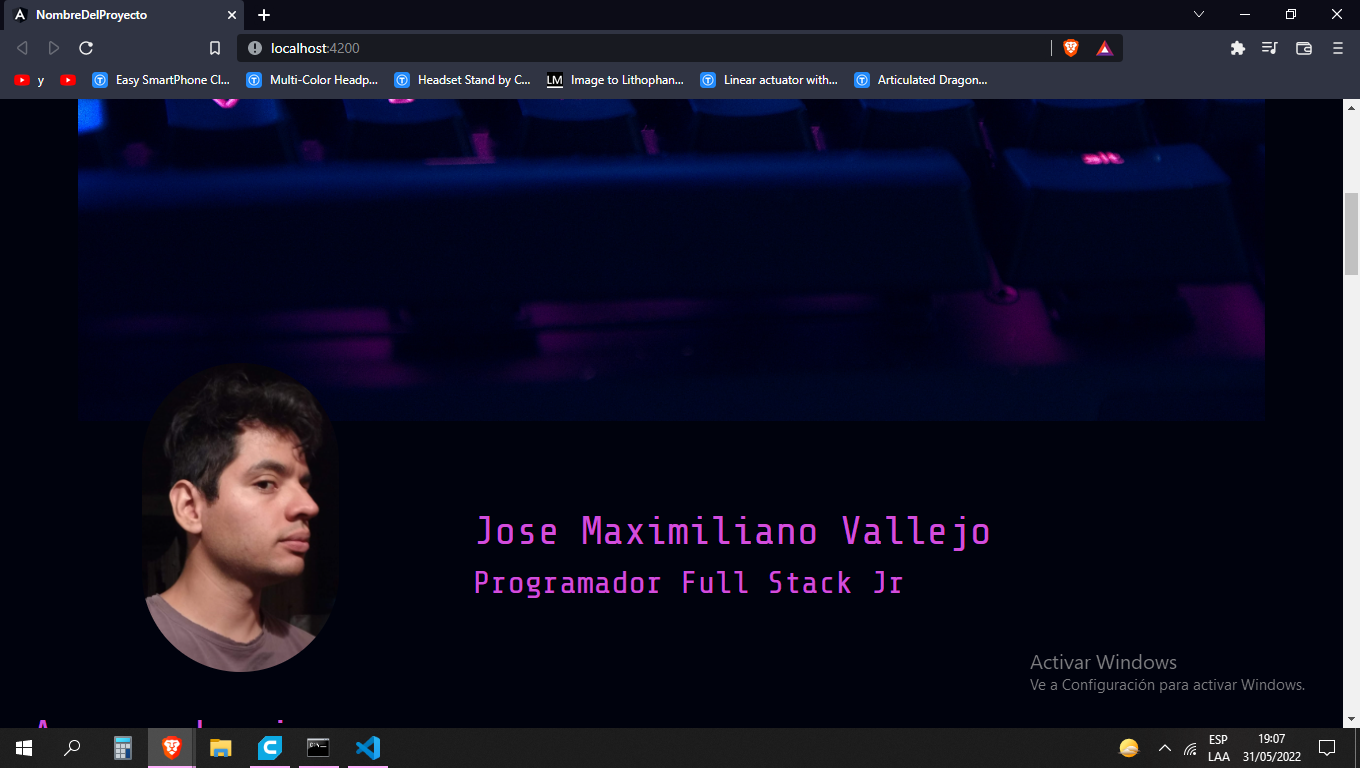 NombreDelProyecto
localhost:4200
y
Easy SmartPhone Cl...
Multi-Color Headp...
Headset Stand by C...
LM Image to Lithophan...
Linear actuator with...
Articulated Dragon...
Jose Maximiliano Vallejo
Programador Full Stack Jr
Activar Windows
Ve a Configuración para activar Windows.
ESP
LAA
19:07
31/05/2022